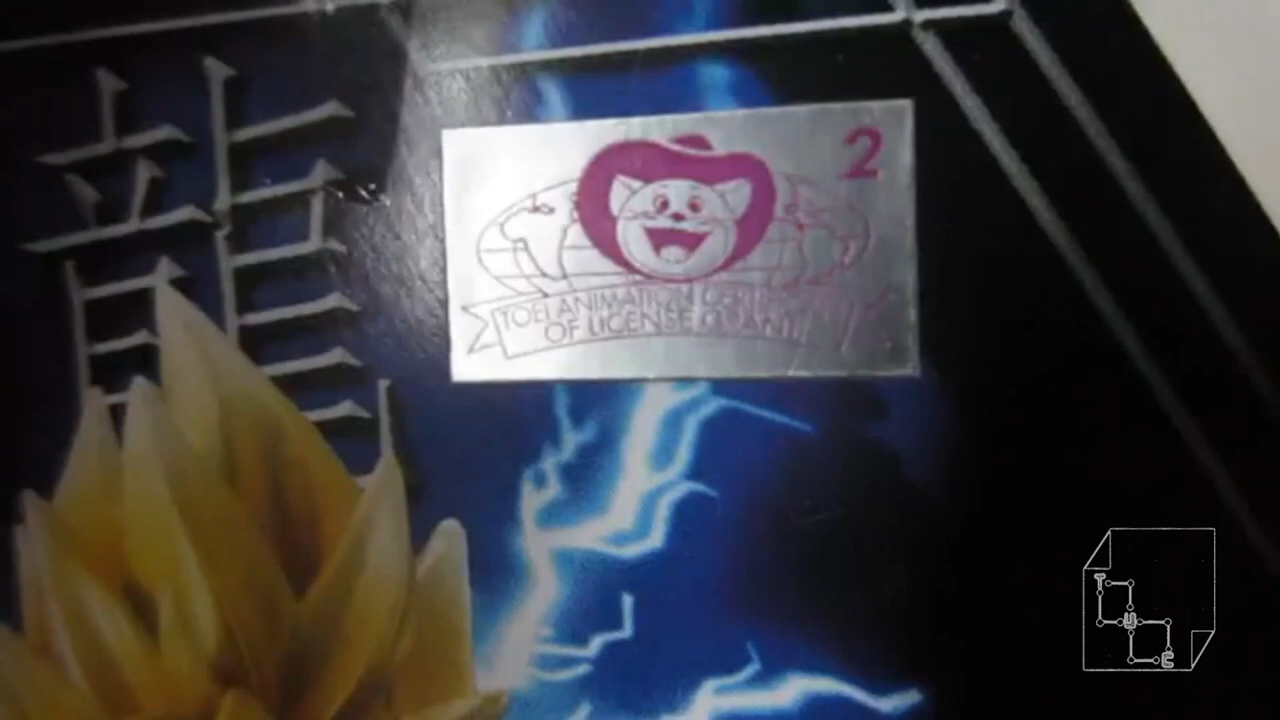 龍
2
TOEI ANIMATION
OF LICENSE
T
U
E